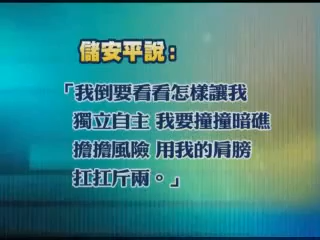 儲安平說：
「我倒要看看怎樣讓我
獨立自主 我要撞撞暗礁
擔擔風險 用我的肩膀
扛扛斤兩。」